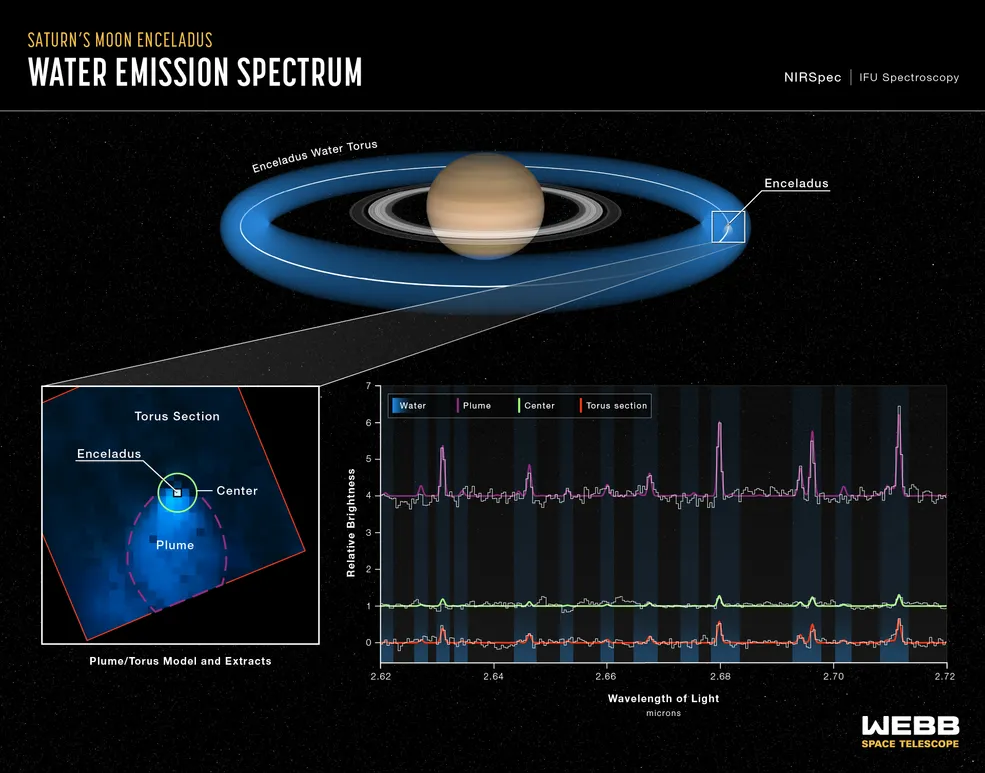 SATURN'S MOON ENCELADUS
WATER EMISSION SPECTRUM
NIRSpec | IFU Spectroscopy
Enceladus Water Torus
Enceladus
Torus Section
Enceladus
Center
Plume
Plume/Torus Model and Extracts
Water Plume Center Torus section
Relative Brightness
7
6
5
4
3
2
1
0
2.62 2.64 2.66 2.68 2.70 2.72
Wavelength of Light
microns
WEBB
SPACE TELESCOPE